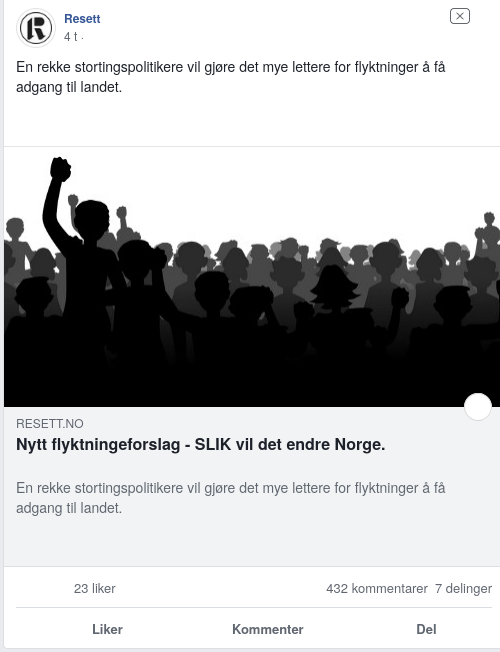 Resett
4 t ·
En rekke stortingspolitikere vil gjøre det mye lettere for flyktninger å få
adgang til landet.
RESETT.NO
Nytt flyktningeforslag - SLIK vil det endre Norge.
En rekke stortingspolitikere vil gjøre det mye lettere for flyktninger å få
adgang til landet.
23 liker 432 kommentarer 7 delinger
Liker Kommenter Del